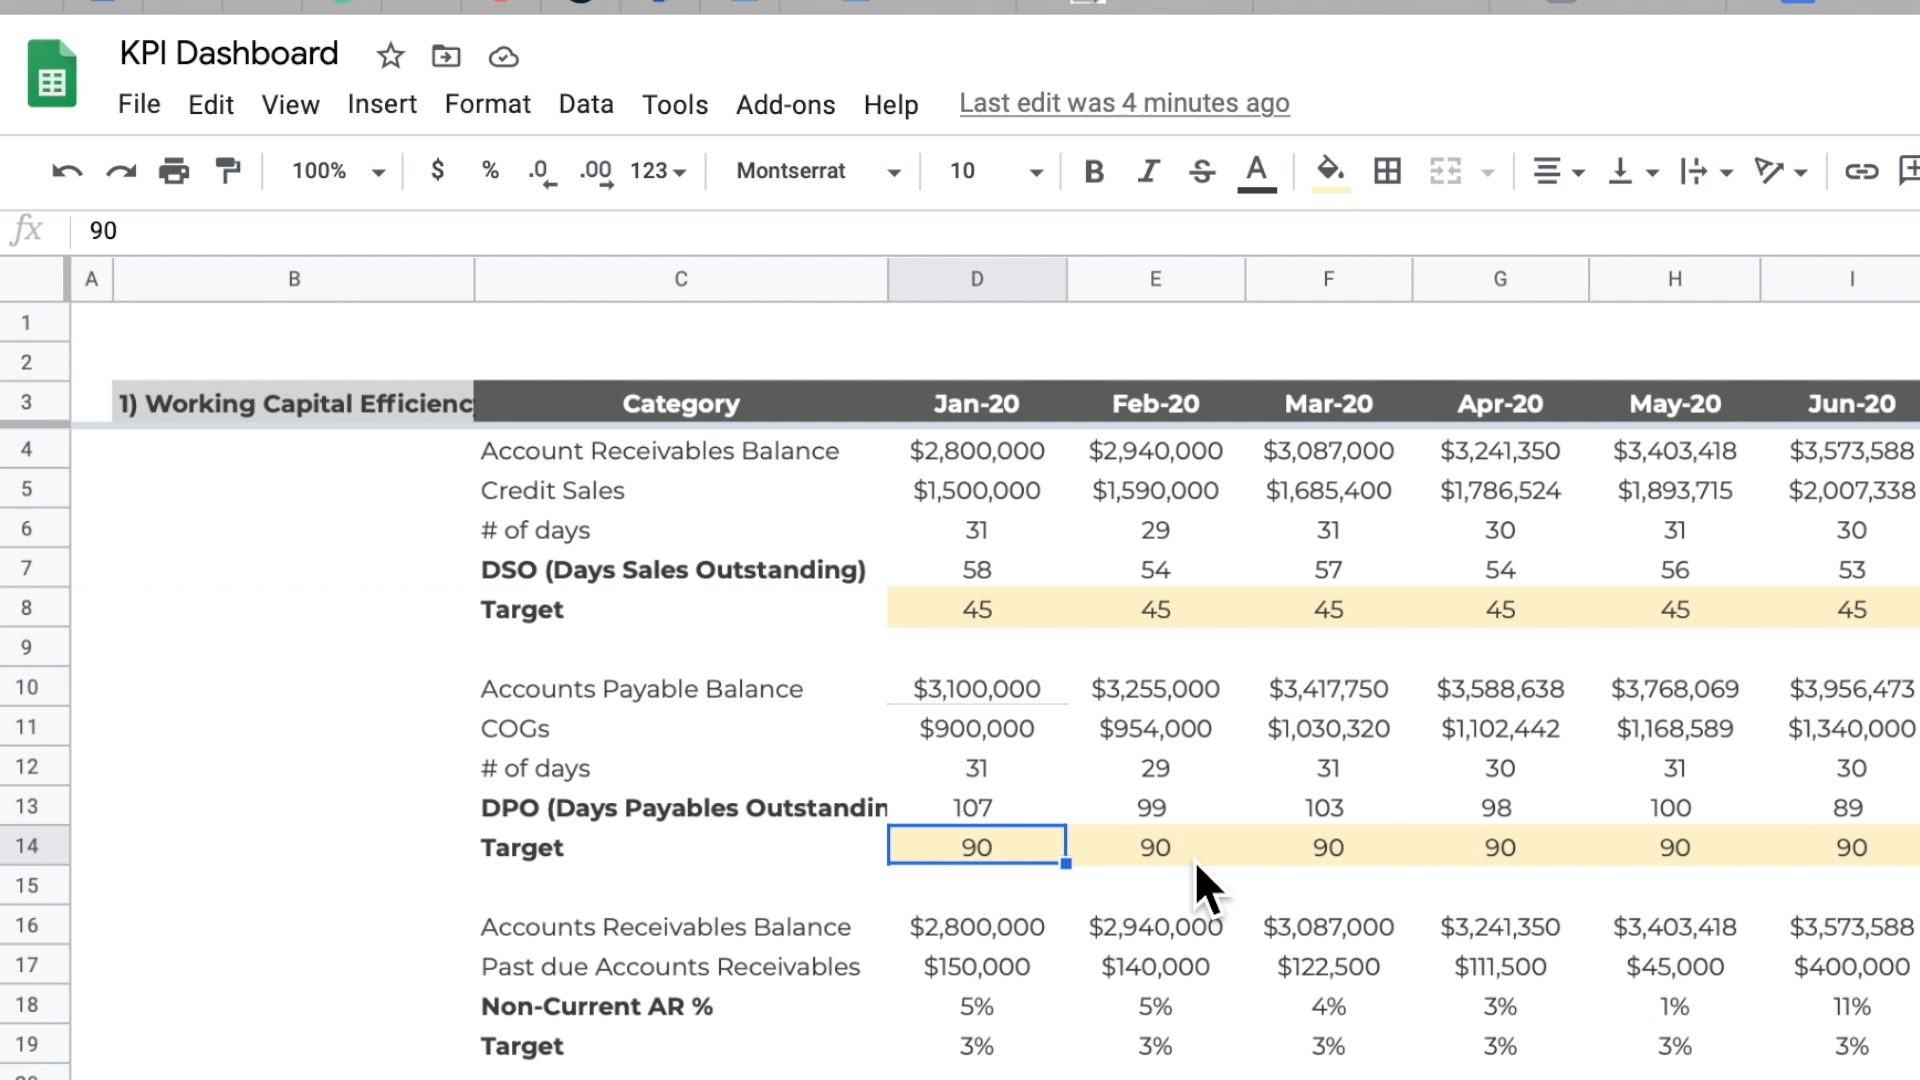 KPI Dashboard
File Edit View Insert Format Data Tools Add-ons Help Last edit was 4 minutes ago
100% $ % .0 .00 123 Montserrat 10 B I S A
fx 90
A B C D E F G H I
1
2
3 1) Working Capital Efficienc Category Jan-20 Feb-20 Mar-20 Apr-20 May-20 Jun-20
4 Account Receivables Balance $2,800,000 $2,940,000 $3,087,000 $3,241,350 $3,403,418 $3,573,588
5 Credit Sales $1,500,000 $1,590,000 $1,685,400 $1,786,524 $1,893,715 $2,007,338
6 # of days 31 29 31 30 31 30
7 DSO (Days Sales Outstanding) 58 54 57 54 56 53
8 Target 45 45 45 45 45 45
9
10 Accounts Payable Balance $3,100,000 $3,255,000 $3,417,750 $3,588,638 $3,768,069 $3,956,473
11 COGs $900,000 $954,000 $1,030,320 $1,102,442 $1,168,589 $1,340,000
12 # of days 31 29 31 30 31 30
13 DPO (Days Payables Outstandin 107 99 103 98 100 89
14 Target 90 90 90 90 90 90
15
16 Accounts Receivables Balance $2,800,000 $2,940,000 $3,087,000 $3,241,350 $3,403,418 $3,573,588
17 Past due Accounts Receivables $150,000 $140,000 $122,500 $111,500 $45,000 $400,000
18 Non-Current AR % 5% 5% 4% 3% 1% 11%
19 Target 3% 3% 3% 3% 3% 3%